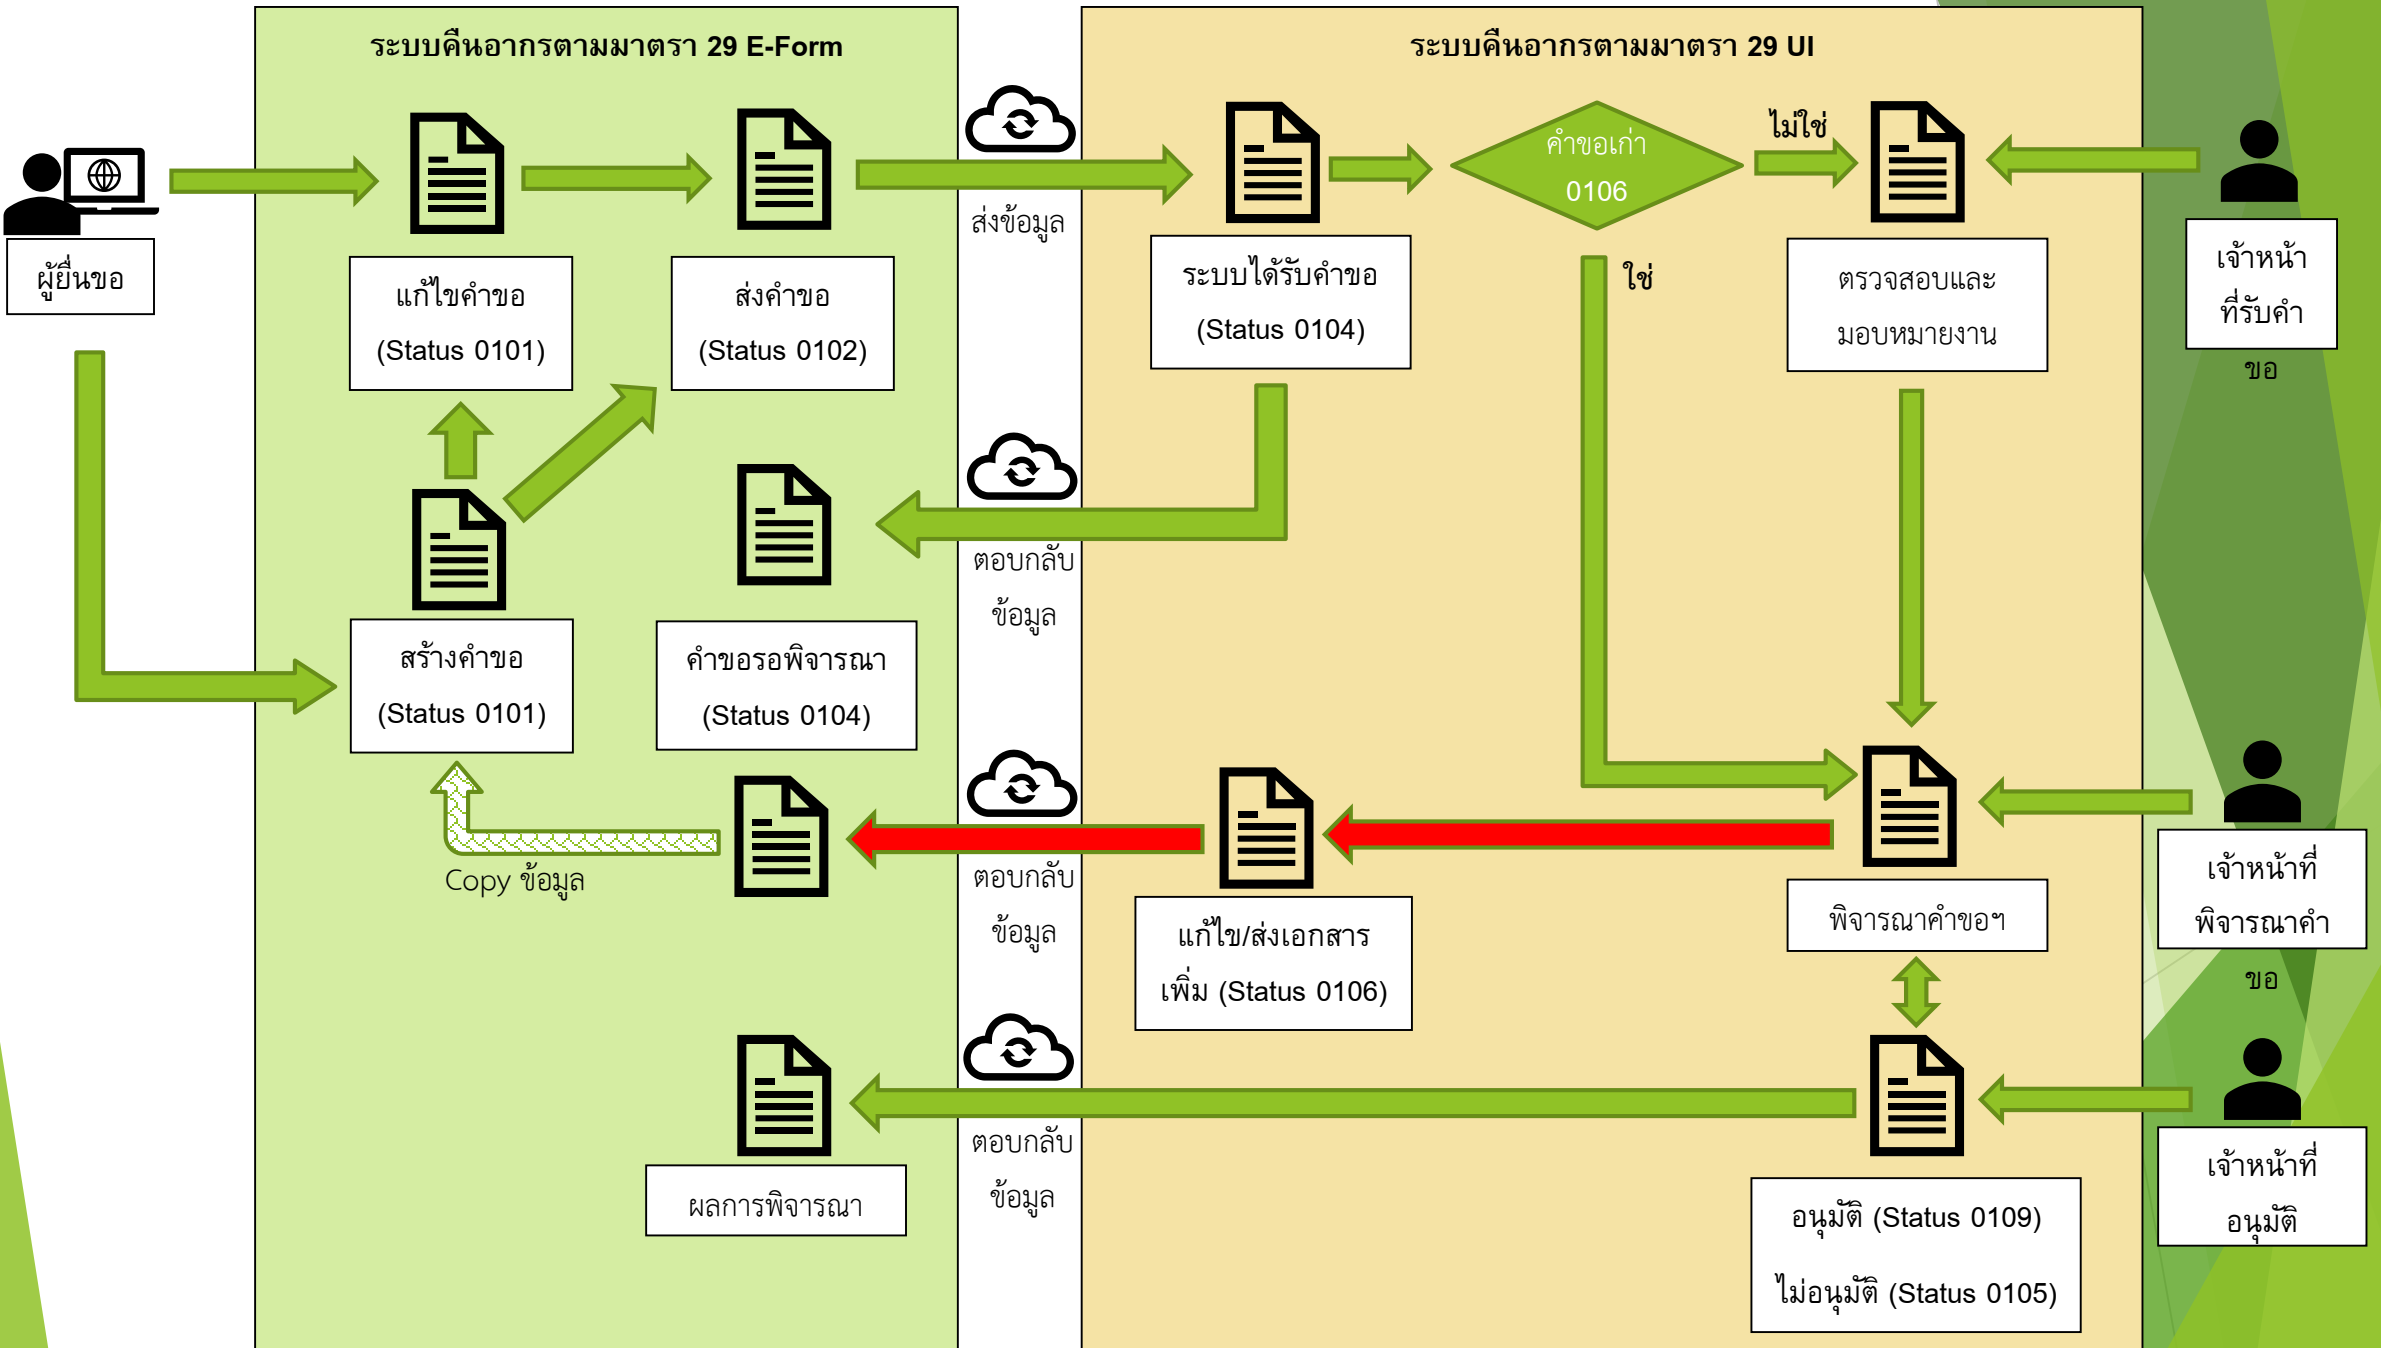 ระบบคืนอากรตามมาตรา 29 E-Form
ระบบคืนอากรตามมาตรา 29 UI
ผู้ยื่นขอ
แก้ไขคำขอ
(Status 0101)
ส่งคำขอ
(Status 0102)
ส่งข้อมูล
ระบบได้รับคำขอ
(Status 0104)
คำขอเก่า
0106
ไม่ใช่
ใช่
ตรวจสอบและ
มอบหมายงาน
เจ้าหน้า
ที่รับคำ
ขอ
สร้างคำขอ
(Status 0101)
คำขอรอพิจารณา
(Status 0104)
ตอบกลับ
ข้อมูล
Copy ข้อมูล
ตอบกลับ
ข้อมูล
แก้ไข/ส่งเอกสาร
เพิ่ม (Status 0106)
พิจารณาคำขอฯ
เจ้าหน้าที่
พิจารณาคำ
ขอ
ผลการพิจารณา
ตอบกลับ
ข้อมูล
อนุมัติ (Status 0109)
ไม่อนุมัติ (Status 0105)
เจ้าหน้าที่
อนุมัติ